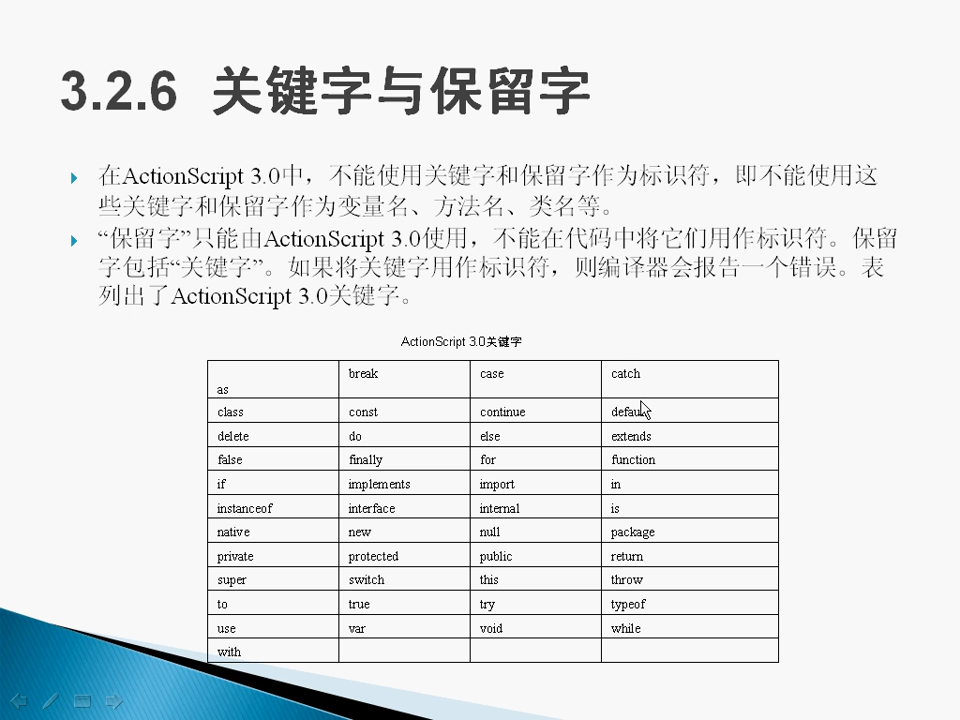 3.2.6 关键字与保留字
在ActionScript 3.0中，不能使用关键字和保留字作为标识符，即不能使用这
些关键字和保留字作为变量名、方法名、类名等。
“保留字”只能由ActionScript 3.0使用，不能在代码中将它们用作标识符。保留
字包括“关键字”。如果将关键字用作标识符，则编译器会报告一个错误。表
列出了ActionScript 3.0关键字。
ActionScript 3.0关键字
as break case catch
class const continue
delete do else extends
false finally for function
if implements import in
instanceof interface internal is
native new null package
private protected public return
super switch this throw
to true try typeof
use var void while
with